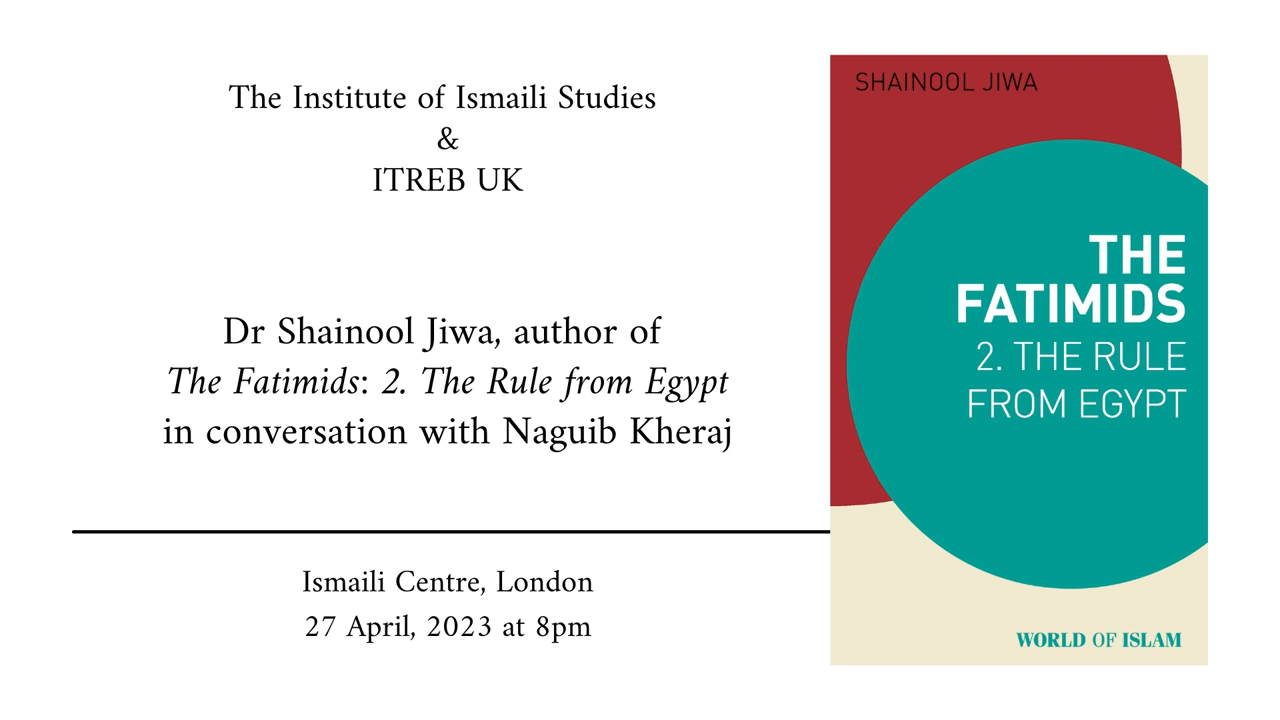 The Institute of Ismaili Studies
&
ITREB UK
Dr Shainool Jiwa, author of
The Fatimids: 2. The Rule from Egypt
in conversation with Naguib Kheraj
Ismaili Centre, London
27 April, 2023 at 8pm
SHAINOOL JIWA
THE
FATIMIDS
2. THE RULE
FROM EGYPT
WORLD OF ISLAM